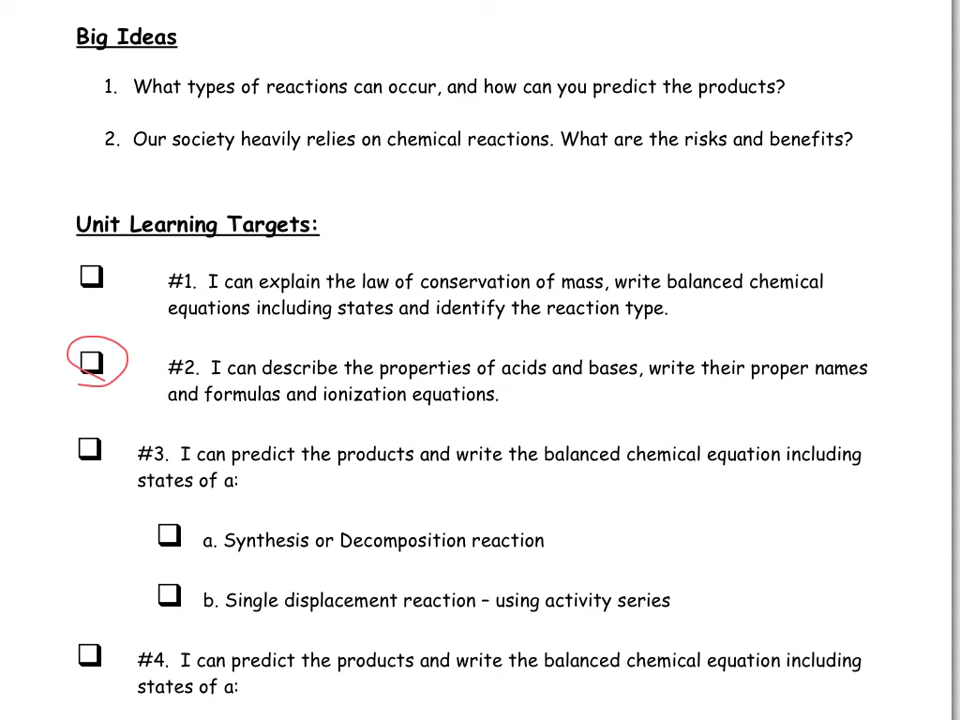 Big Ideas
1. What types of reactions can occur, and how can you predict the products?
2. Our society heavily relies on chemical reactions. What are the risks and benefits?
Unit Learning Targets:
#1. I can explain the law of conservation of mass, write balanced chemical
equations including states and identify the reaction type.
#2. I can describe the properties of acids and bases, write their proper names
and formulas and ionization equations.
#3. I can predict the products and write the balanced chemical equation including
states of a:
a. Synthesis or Decomposition reaction
b. Single displacement reaction – using activity series
#4. I can predict the products and write the balanced chemical equation including
states of a: